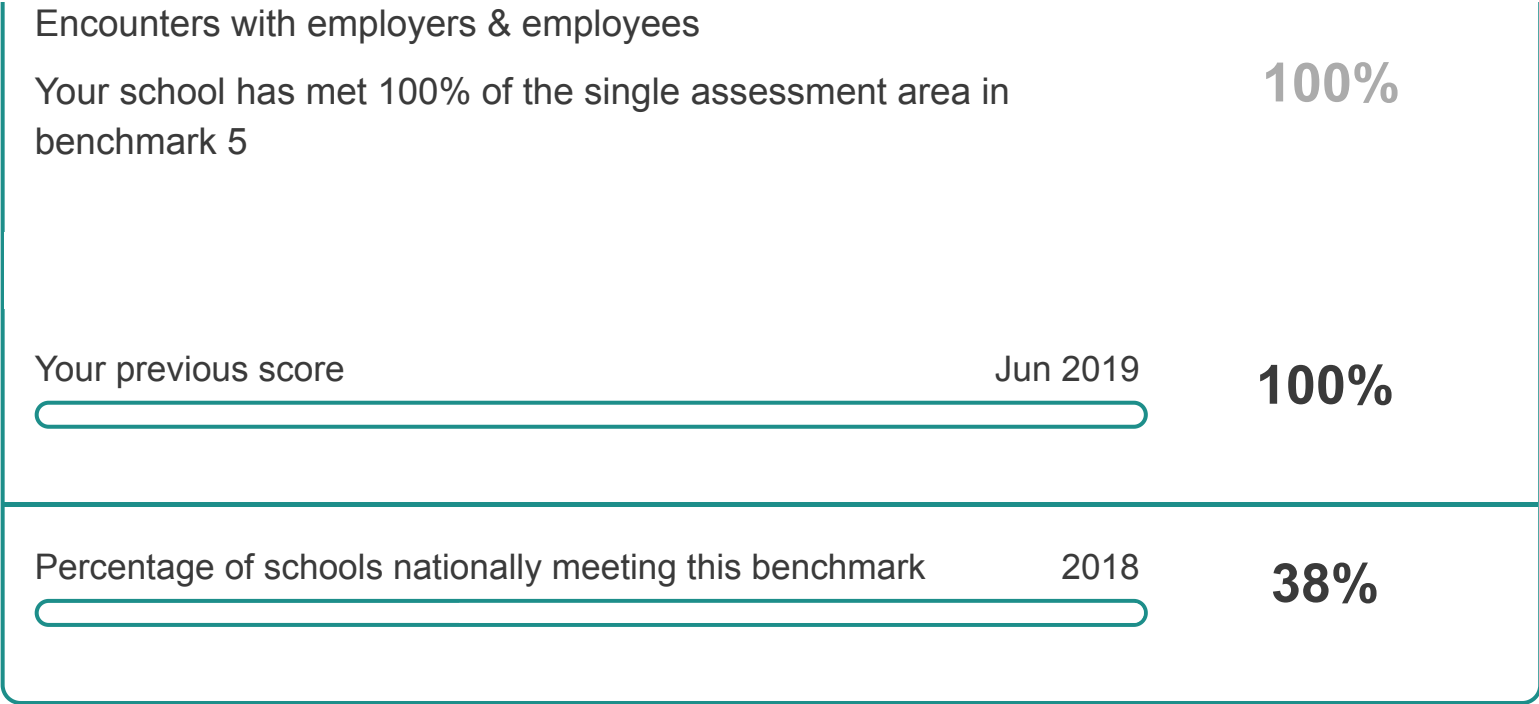 Encounters with employers & employees
Your school has met 100% of the single assessment area in
benchmark 5
100%
Your previous score Jun 2019 100%
Percentage of schools nationally meeting this benchmark 2018 38%